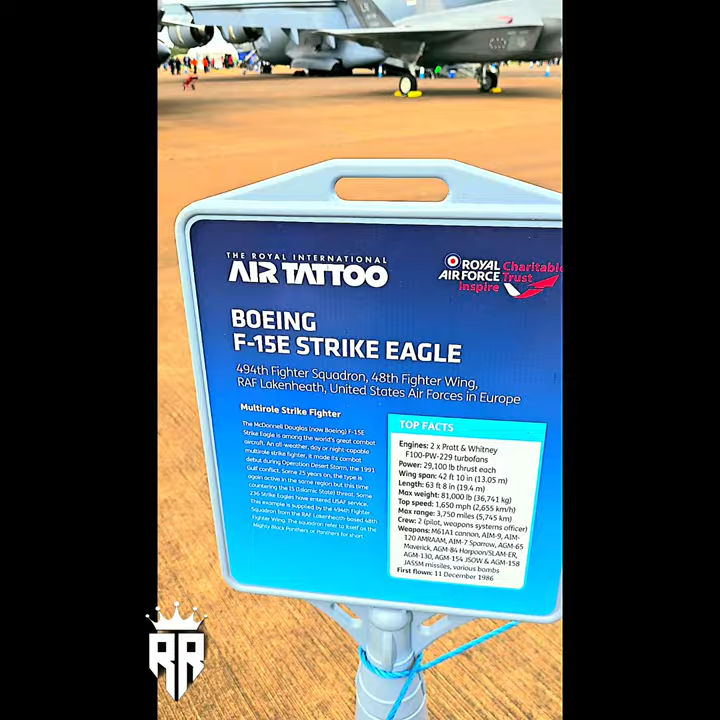 LN
THE ROYAL INTERNATIONAL
AIR TATTOO
ROYAL
AIR FORCE
Charitable
Trust
Inspire
BOEING
F-15E STRIKE EAGLE
494th Fighter Squadron, 48th Fighter Wing,
RAF Lakenheath, United States Air Forces in Europe
Multirole Strike Fighter
The McDonnell Douglas (now Boeing) F-15E
Strike Eagle is among the world's great combat
aircraft. An all-weather, day or night-capable
multirole strike fighter, it made its combat
debut during Operation Desert Storm, the 1991
Gulf conflict. Some 25 years on, the type is
again active in the same region but this time
countering the IS (Islamic State) threat. Some
236 Strike Eagles have entered USAF service.
This example is supplied by the 494th Fighter
Squadron from the RAF Lakenheath-based 48th
Fighter Wing. The squadron refer to itself as the
Mighty Black Panthers or Panthers for short
TOP FACTS
Engines: 2 x Pratt & Whitney
F100-PW-229 turbofans
Power: 29,100 lb thrust each
Wing span: 42 ft 10 in (13.05 m)
Length: 63 ft 8 in (19.4 m)
Max weight: 81,000 lb (36,741 kg)
Top speed: 1,650 mph (2,655 km/h)
Max range: 3,750 miles (5,745 km)
Crew: 2 (pilot, weapons systems officer)
Weapons: M61A1 cannon, AIM-9, AIM-
120 AMRAAM, AIM-7 Sparrow, AGM-65
Maverick, AGM-84 Harpoon/SLAM-ER,
AGM-130, AGM-154 JSOW & AGM-158
JASSM missiles, various bombs
First flown: 11 December 1986
RR